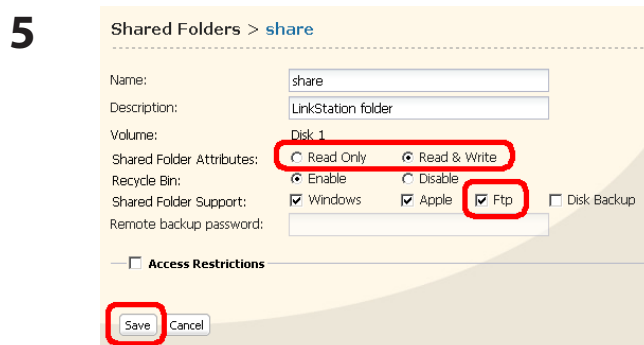 5
Shared Folders > share
Name: share
Description: LinkStation folder
Volume: Disk 1
Shared Folder Attributes: Read Only Read & Write
Recycle Bin: Enable Disable
Shared Folder Support: Windows Apple Ftp Disk Backup
Remote backup password:
Access Restrictions
Save Cancel